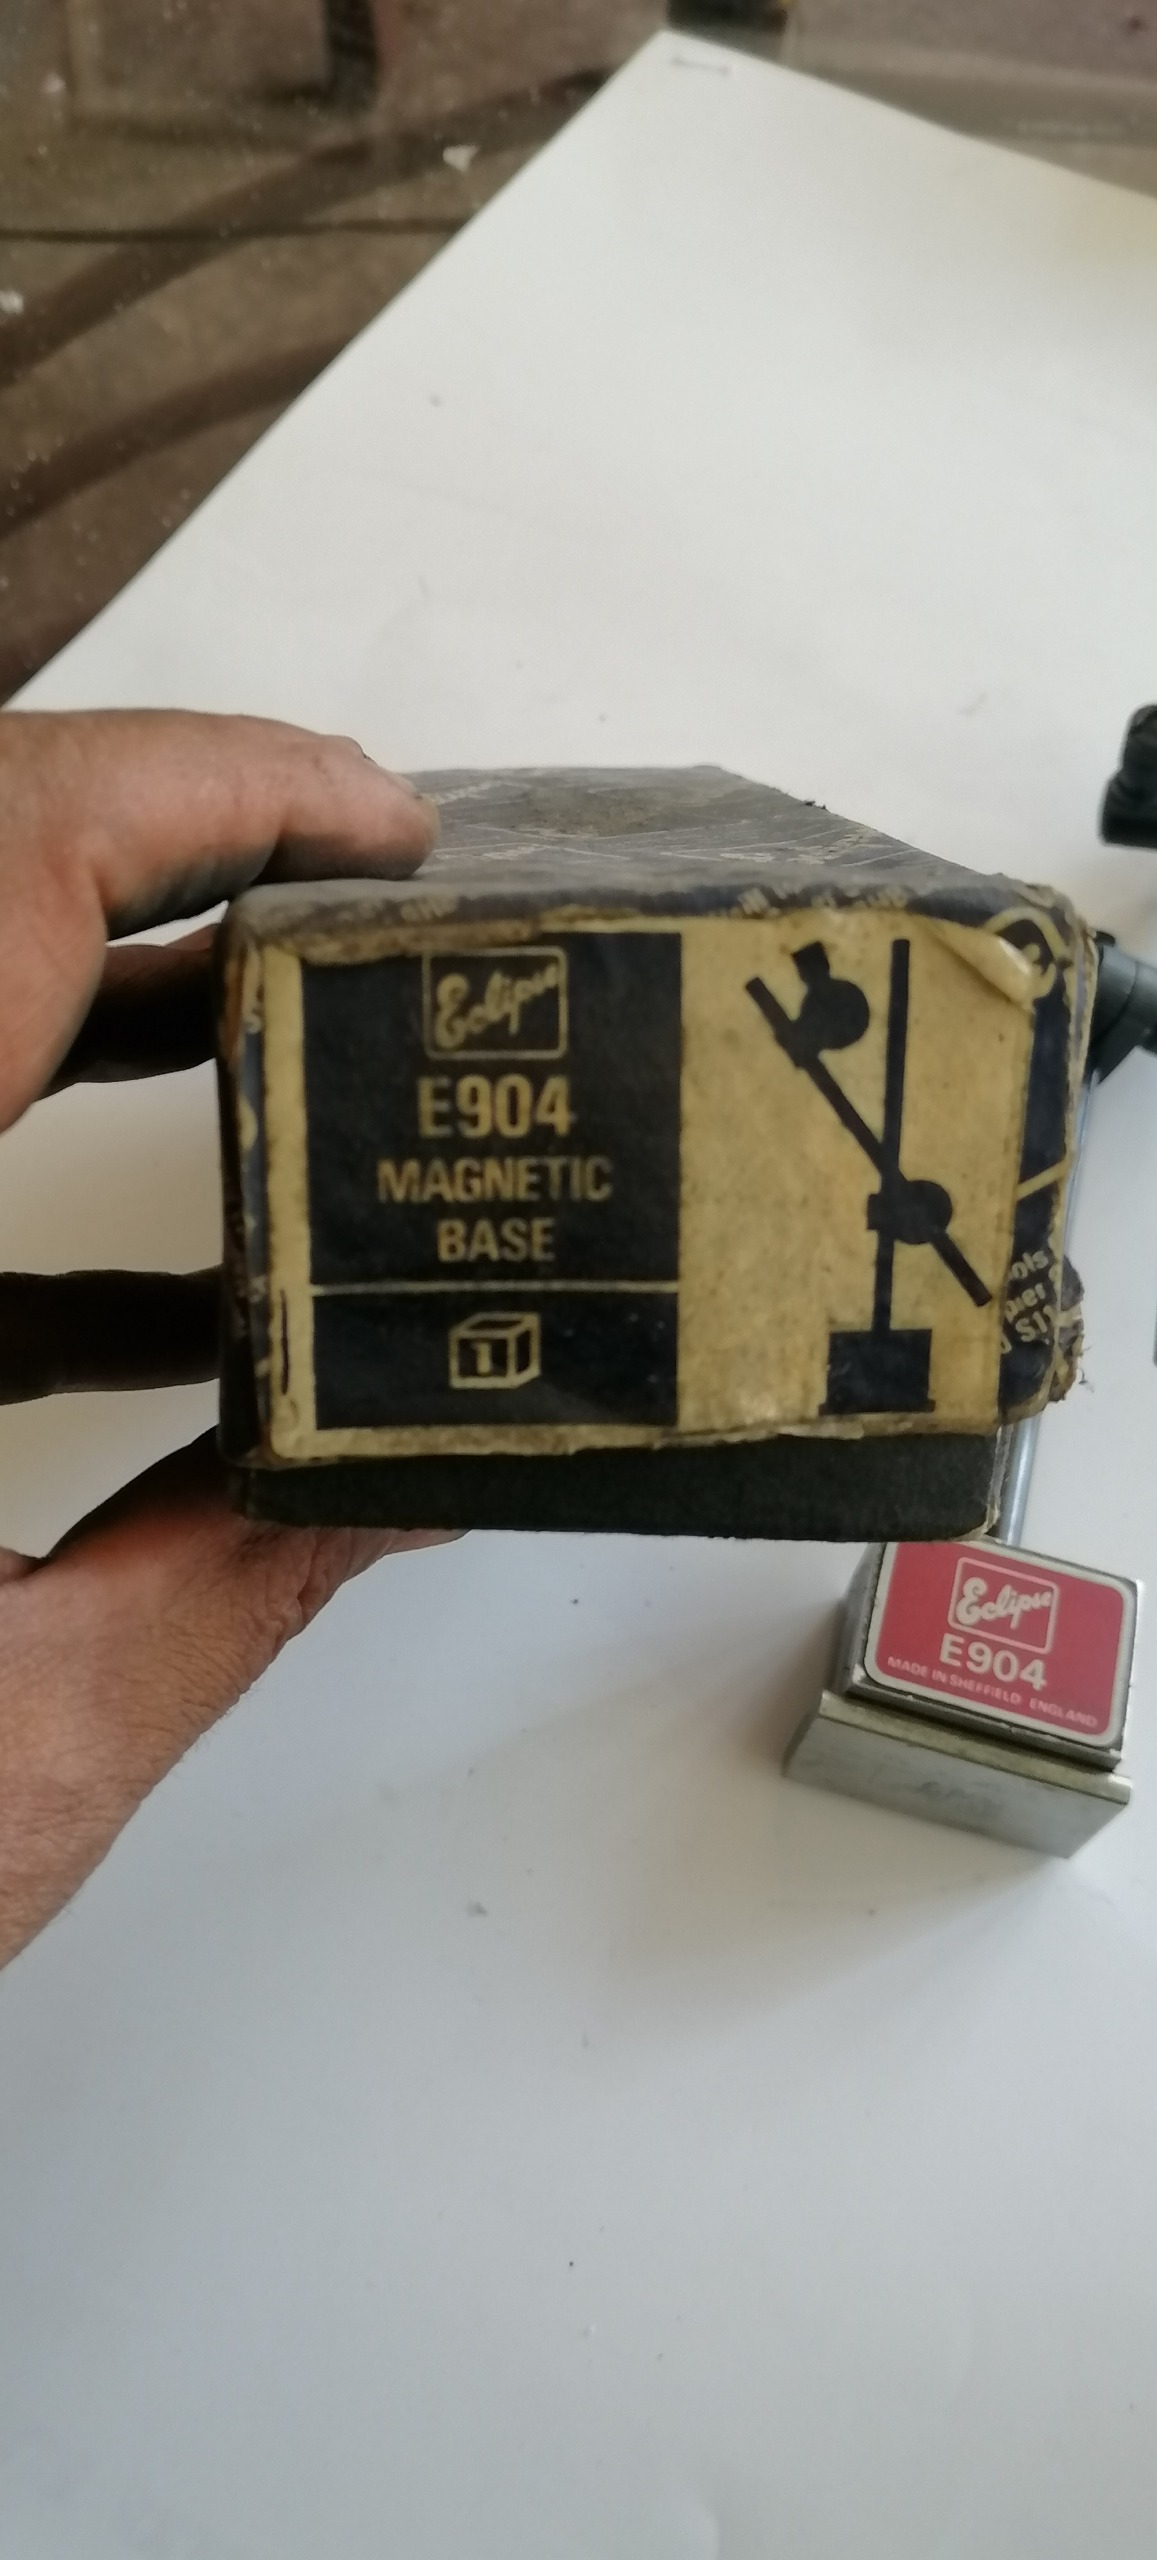 Eclipse
E904
MAGNETIC
BASE
1
Eclipse
E904
MADE IN SHEFFIELD ENGLAND